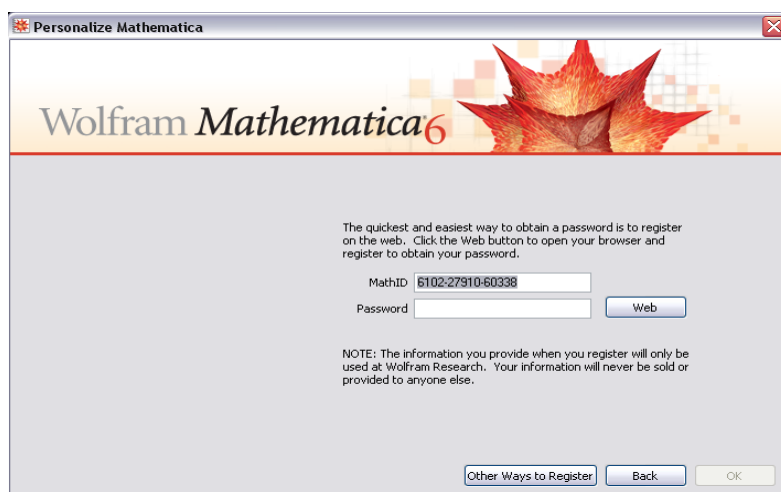 Personalize Mathematica
Wolfram Mathematica 6
The quickest and easiest way to obtain a password is to register
on the web. Click the Web button to open your browser and
register to obtain your password.
MathID 6102-27910-60338
Password Web
NOTE: The information you provide when you register will only be
used at Wolfram Research. Your information will never be sold or
provided to anyone else.
Other Ways to Register Back OK